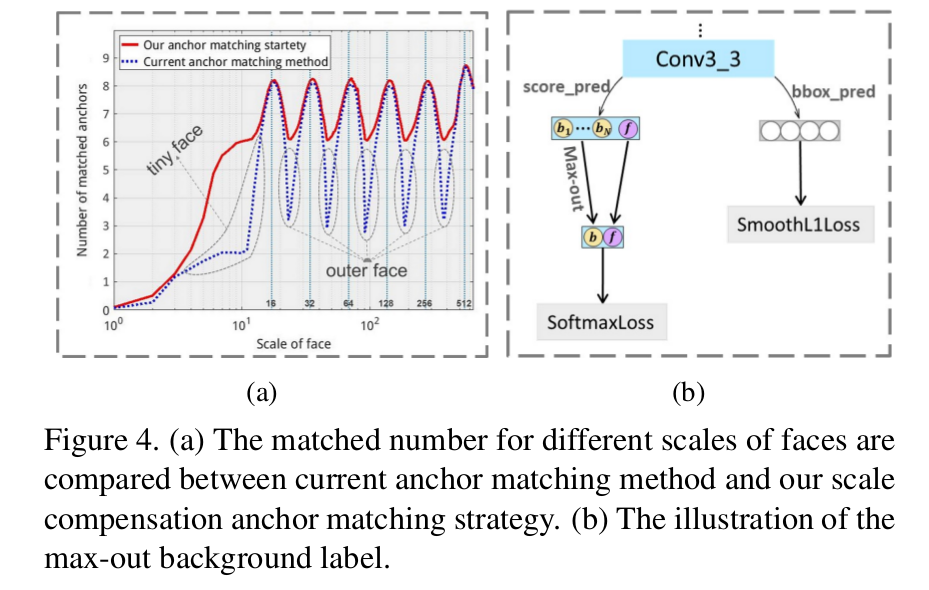 Our anchor matching startety
Current anchor matching method
Number of matched anchors
9
8
7
6
5
4
3
2
1
0
tiny face
outer face
16 32 64 128 256 512
10^0 10^1 10^2
Scale of face
(a)
⋮
Conv3_3
score_pred
bbox_pred
b_1 ··· b_N f
Max-out
b f
SmoothL1Loss
SoftmaxLoss
(b)
Figure 4. (a) The matched number for different scales of faces are
compared between current anchor matching method and our scale
compensation anchor matching strategy. (b) The illustration of the
max-out background label.